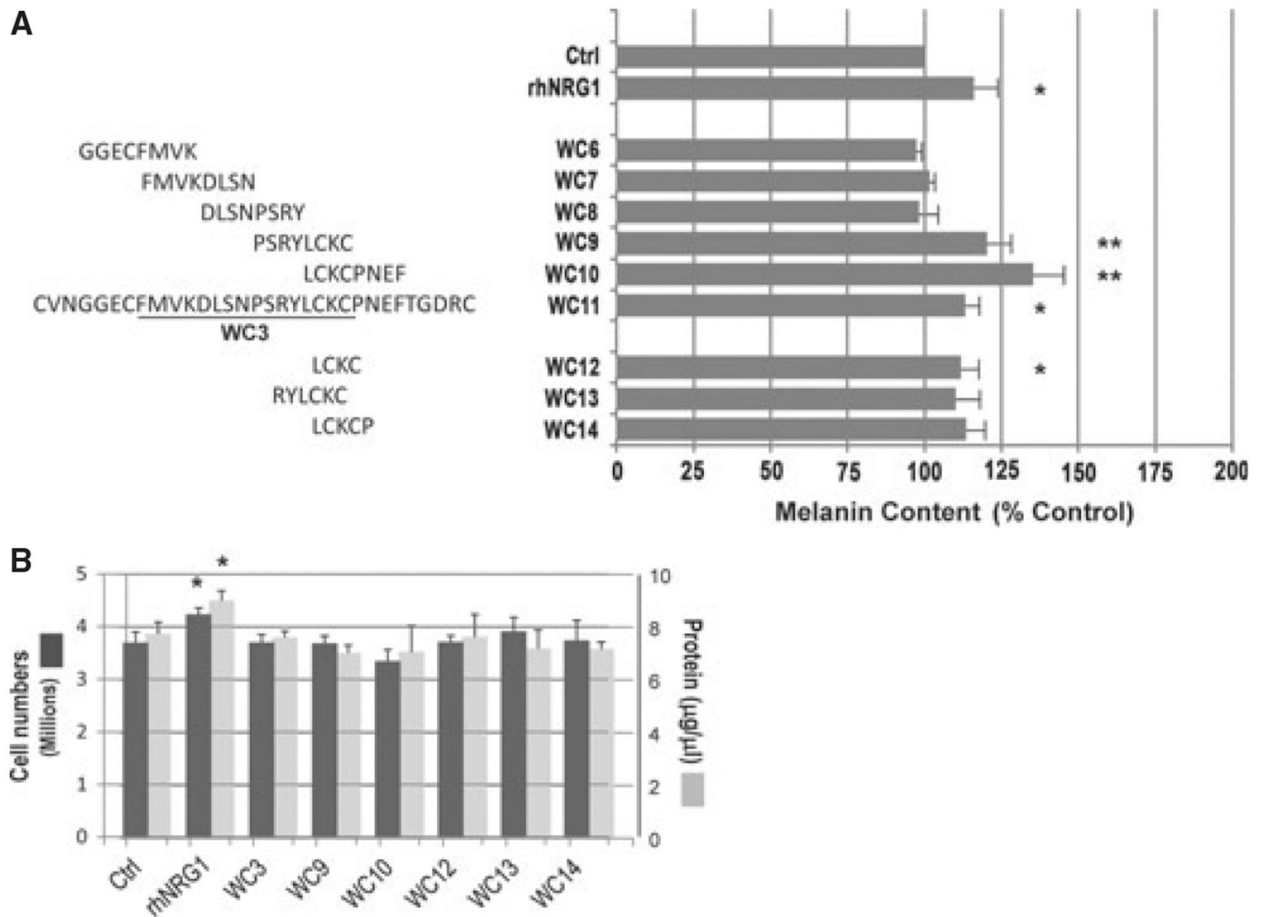 A
Ctrl
rhNRG1 *
GGECFMVK WC6
FMVKDLSN WC7
DLSNPSRY WC8
PSRYLCKC WC9 **
LCKCPNEF WC10 **
CVNGGECFMVKDLSNPSRYLCKCPNEFTGDRC WC11 *
WC3
LCKC WC12 *
RYLCKC WC13
LCKCP WC14
0 25 50 75 100 125 150 175 200
Melanin Content (% Control)
B
* *
5 10
4 8
3 6
2 4
1 2
0 0
Cell numbers
(Millions)
Protein (µg/µl)
Ctrl rhNRG1 WC3 WC9 WC10 WC12 WC13 WC14